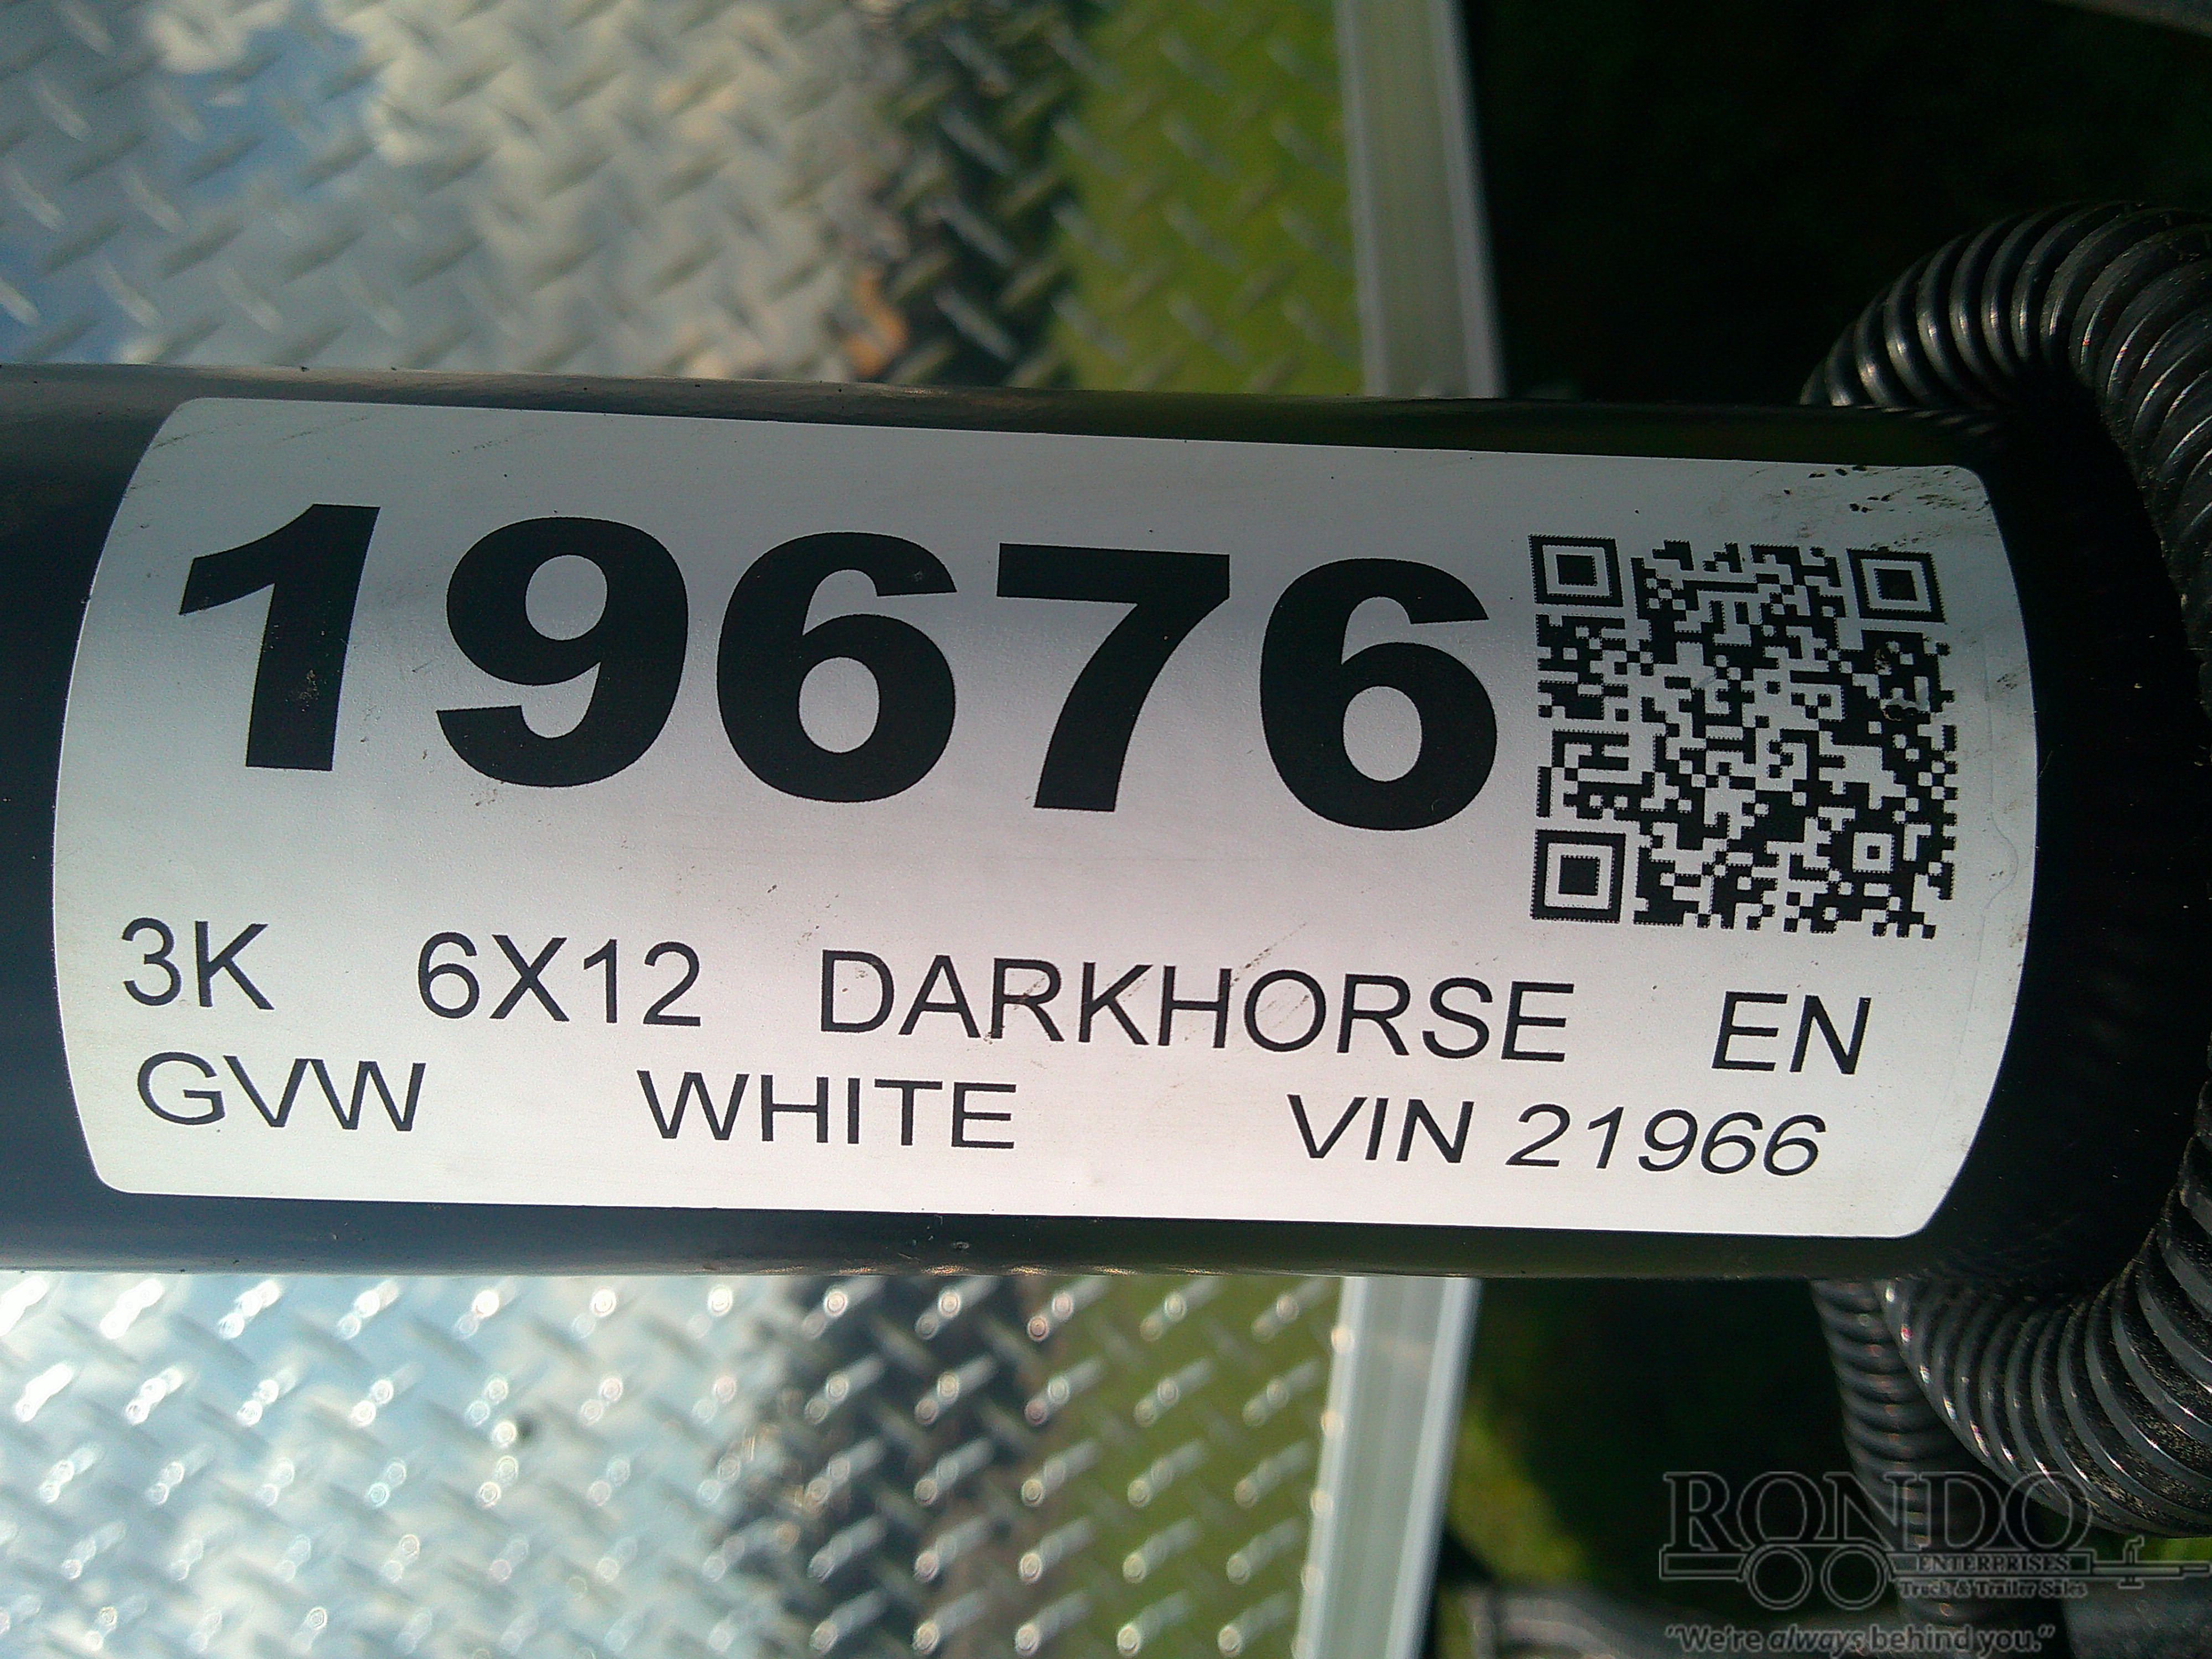 19676
3K 6X12 DARKHORSE EN
GVW WHITE VIN 21966
RONDO
ENTERPRISES
Truck & Trailer Sales
"We're always behind you."